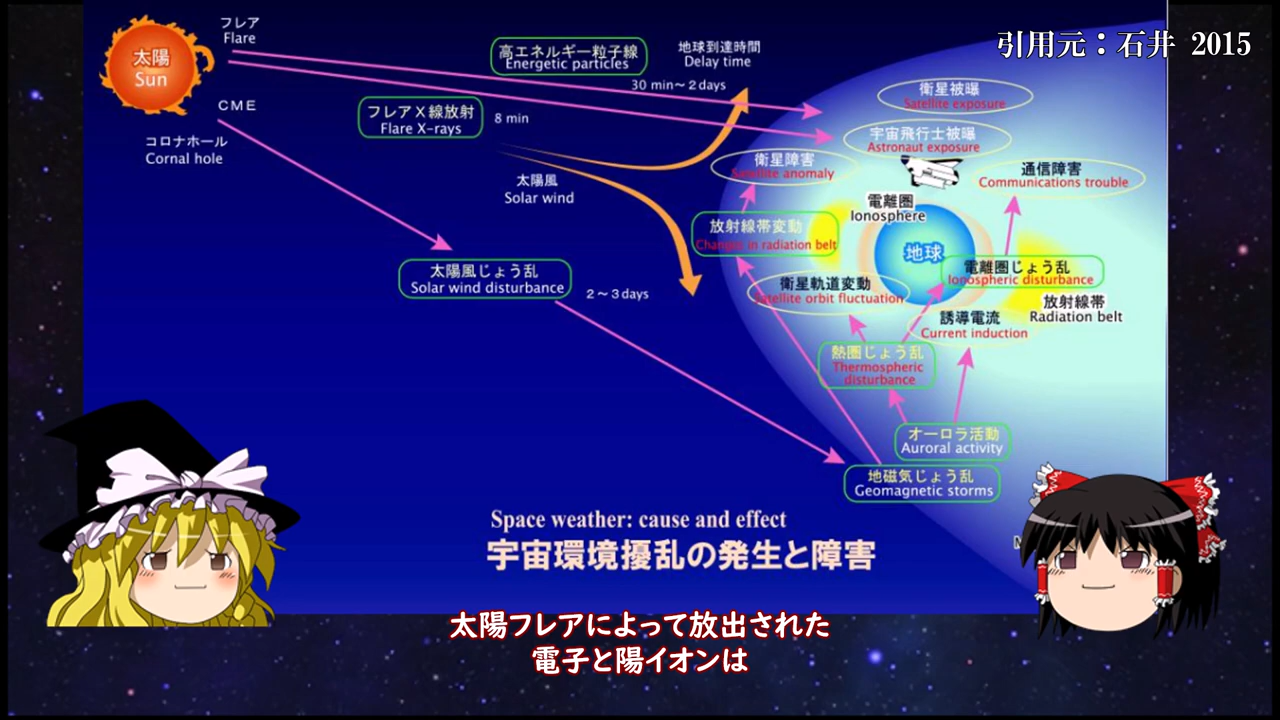 引用元：石井 2015
フレア
Flare
太陽
Sun
高エネルギー粒子線
Energetic particles
地球到達時間
Delay time
30 min～2 days
CME
フレアX線放射
Flare X-rays
8 min
コロナホール
Cornal hole
太陽風
Solar wind
衛星被曝
Satellite exposure
宇宙飛行士被曝
Astronaut exposure
衛星障害
Satellite anomaly
通信障害
Communications trouble
電離圏
Ionosphere
放射線帯変動
Changes in radiation belt
地球
電離圏じょう乱
Ionospheric disturbance
太陽風じょう乱
Solar wind disturbance
2～3 days
衛星軌道変動
Satellite orbit fluctuation
放射線帯
Radiation belt
誘導電流
Current induction
熱圏じょう乱
Thermospheric
disturbance
オーロラ活動
Auroral activity
地磁気じょう乱
Geomagnetic storms
Space weather: cause and effect
宇宙環境擾乱の発生と障害
太陽フレアによって放出された
電子と陽イオンは